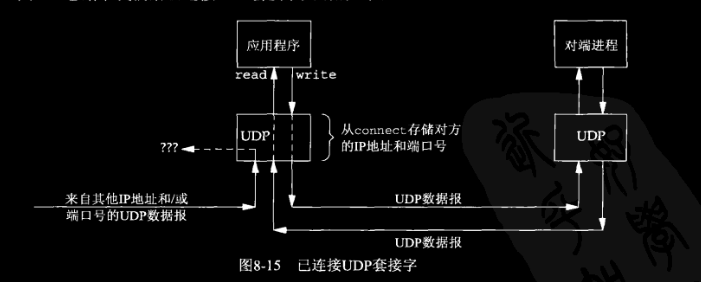 应用程序
对端进程
read
write
UDP
从connect存储对方
的IP地址和端口号
UDP
???
来自其他IP地址和/或
端口号的UDP数据报
UDP数据报
UDP数据报
图8-15 已连接UDP套接字